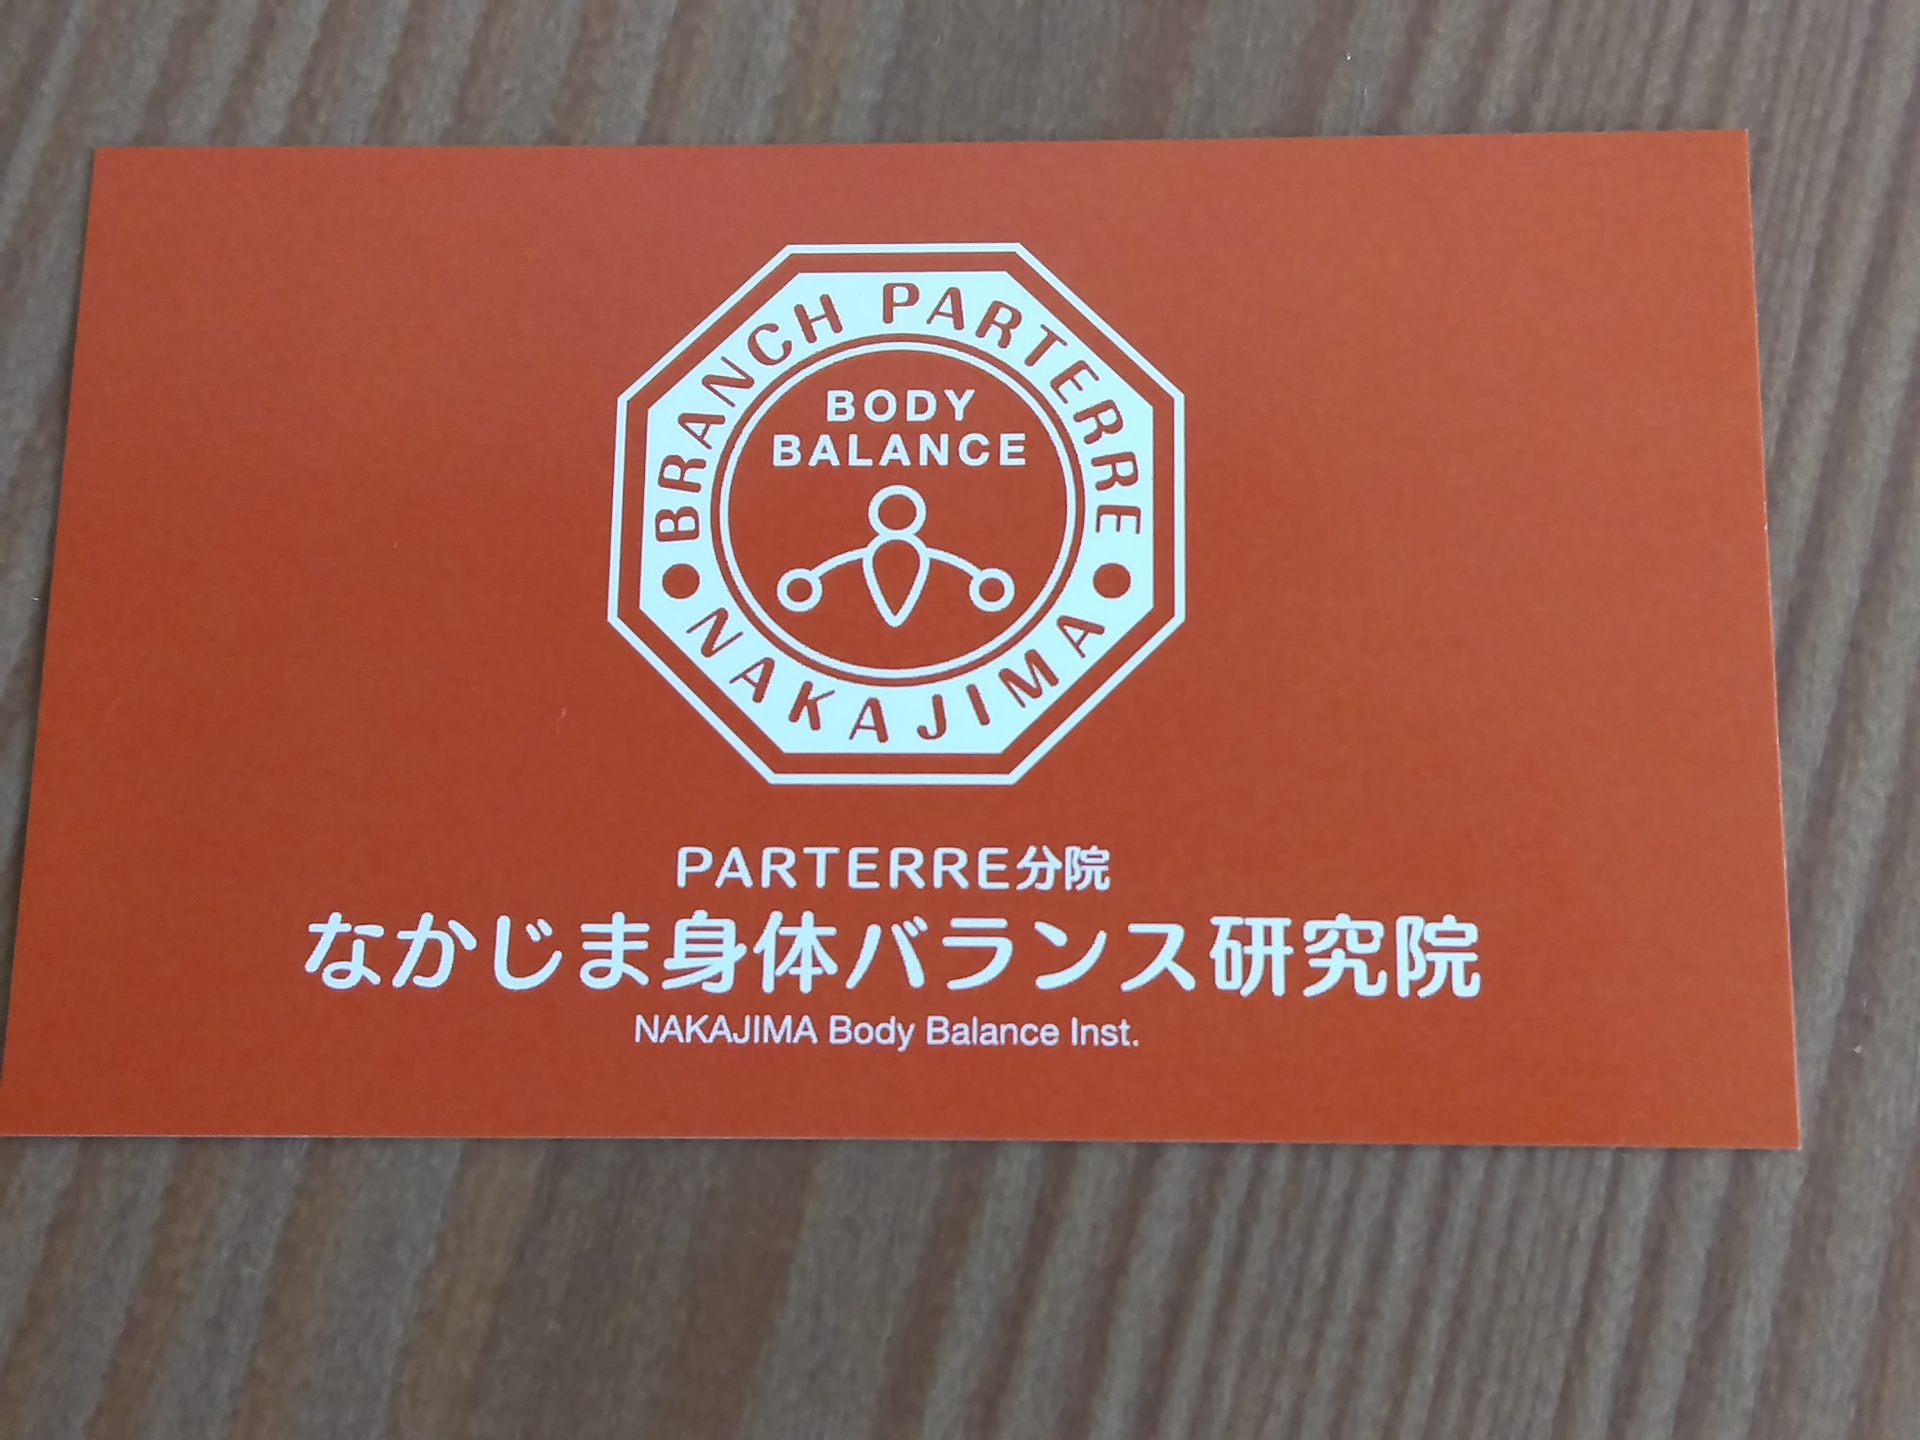 BRANCH PARTERRE
BODY
BALANCE
NAKAJIMA
PARTERRE分院
なかじま身体バランス研究院
NAKAJIMA Body Balance Inst.